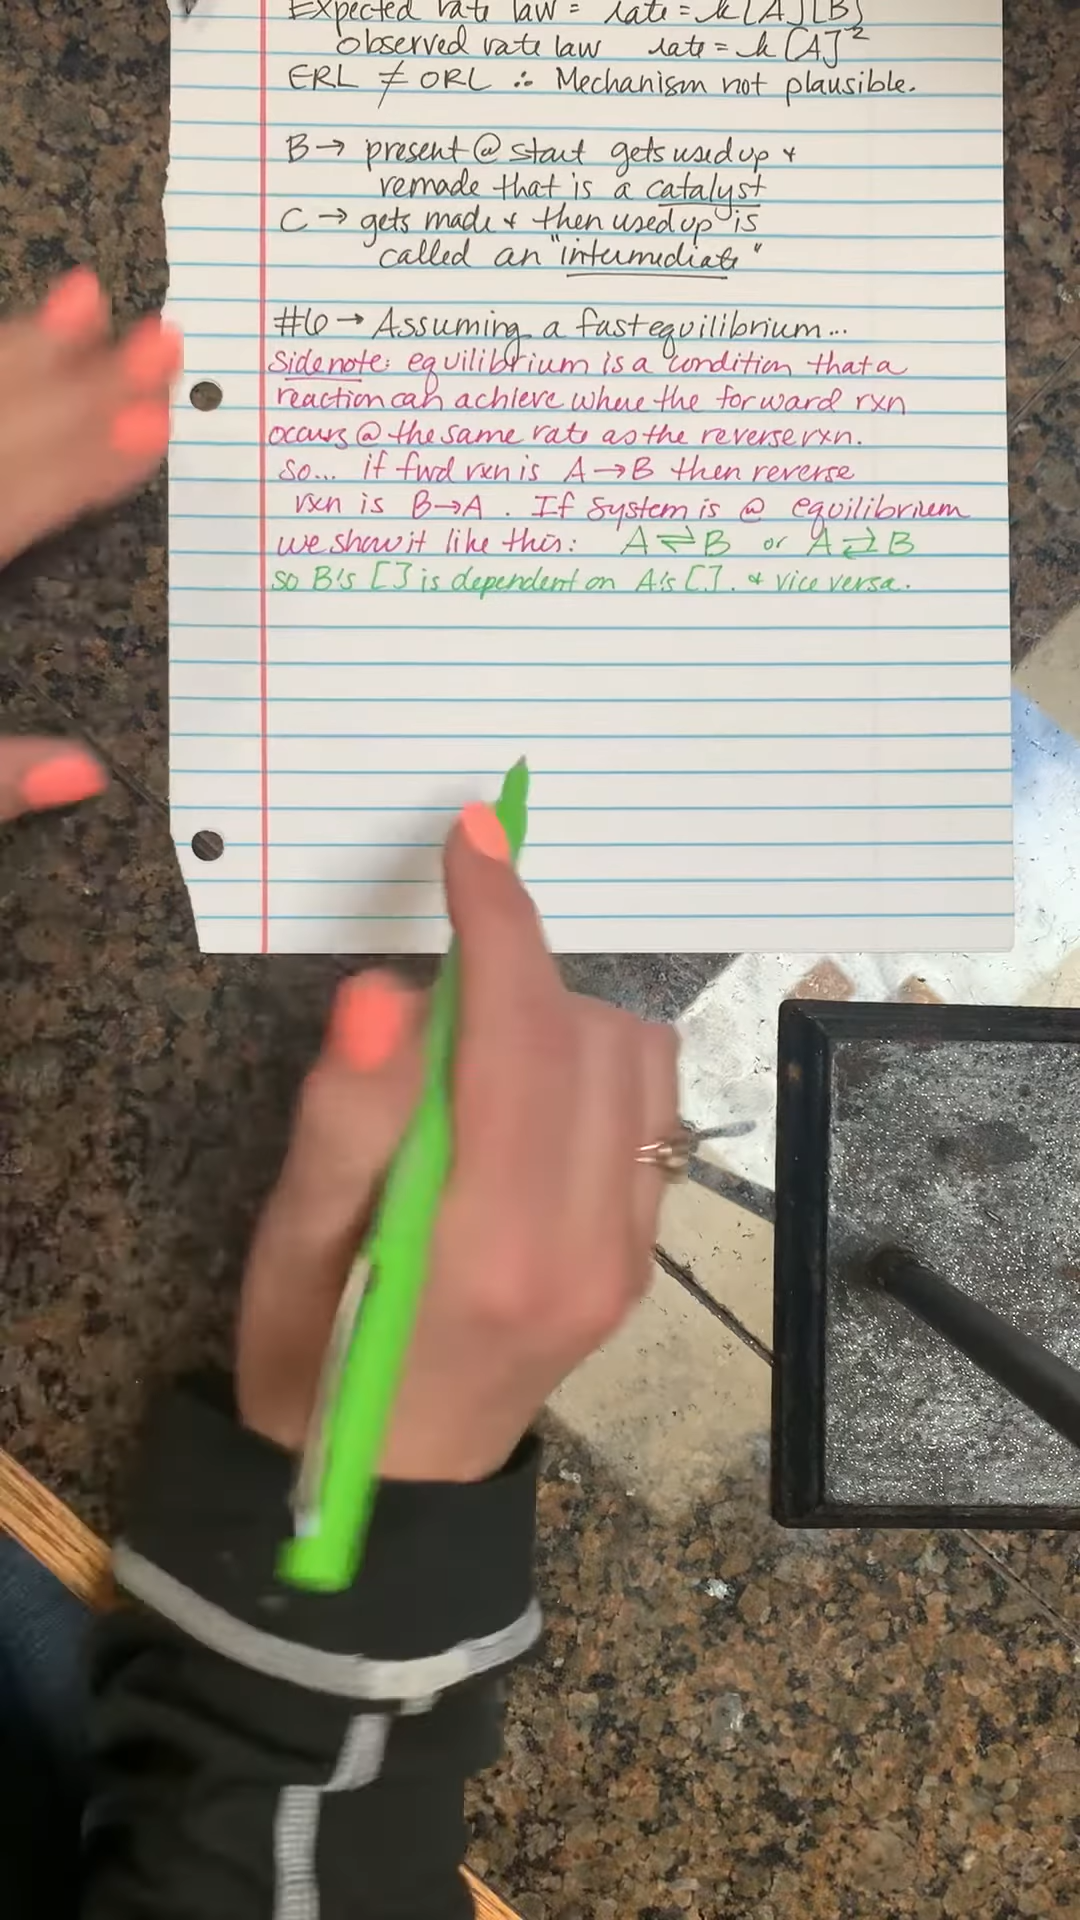 Expected rate law = rate = k[A][B]
Observed rate law rate = k[A]²
ERL ≠ ORL ∴ Mechanism not plausible.
B → present @ start gets used up +
remade that is a catalyst
C → gets made + then used up is
called an "intermediate"
#6 → Assuming a fast equilibrium...
Sidenote: equilibrium is a condition that a
reaction can achieve where the forward rxn
occurs @ the same rate as the reverse rxn.
so... if fwd rxn is A → B then reverse
rxn is B → A. If system is @ equilibrium
we show it like this: A ⇌ B or A ⇄ B
so B's [ ] is dependent on A's [ ]. & vice versa.